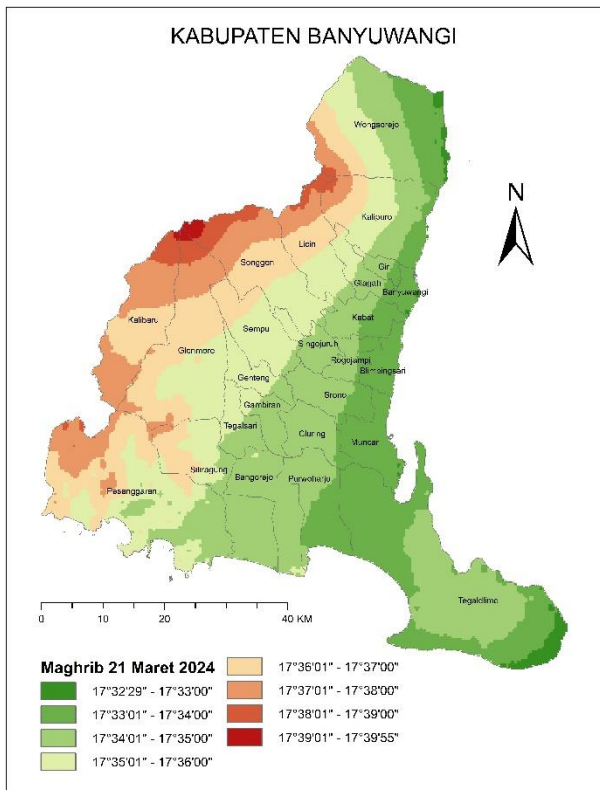 KABUPATEN BANYUWANGI
Wongsorejo
N
Kalipuro
Licin
Songgon
Giri
Glagah
Banyuwangi
Kalibaru
Kabat
Sempu
Glenmore
Singojuruh
Rogojampi
Blimbingsari
Genteng
Srono
Gambiran
Tegalsari
Cluring
Muncar
Siliragung
Bangorejo
Purwoharjo
Pesanggaran
Tegaldlimo
0 5 10 20 30 40 KM
Maghrib 21 Maret 2024
17°32'29" - 17°33'00"
17°33'01" - 17°34'00"
17°34'01" - 17°35'00"
17°35'01" - 17°36'00"
17°36'01" - 17°37'00"
17°37'01" - 17°38'00"
17°38'01" - 17°39'00"
17°39'01" - 17°39'55"